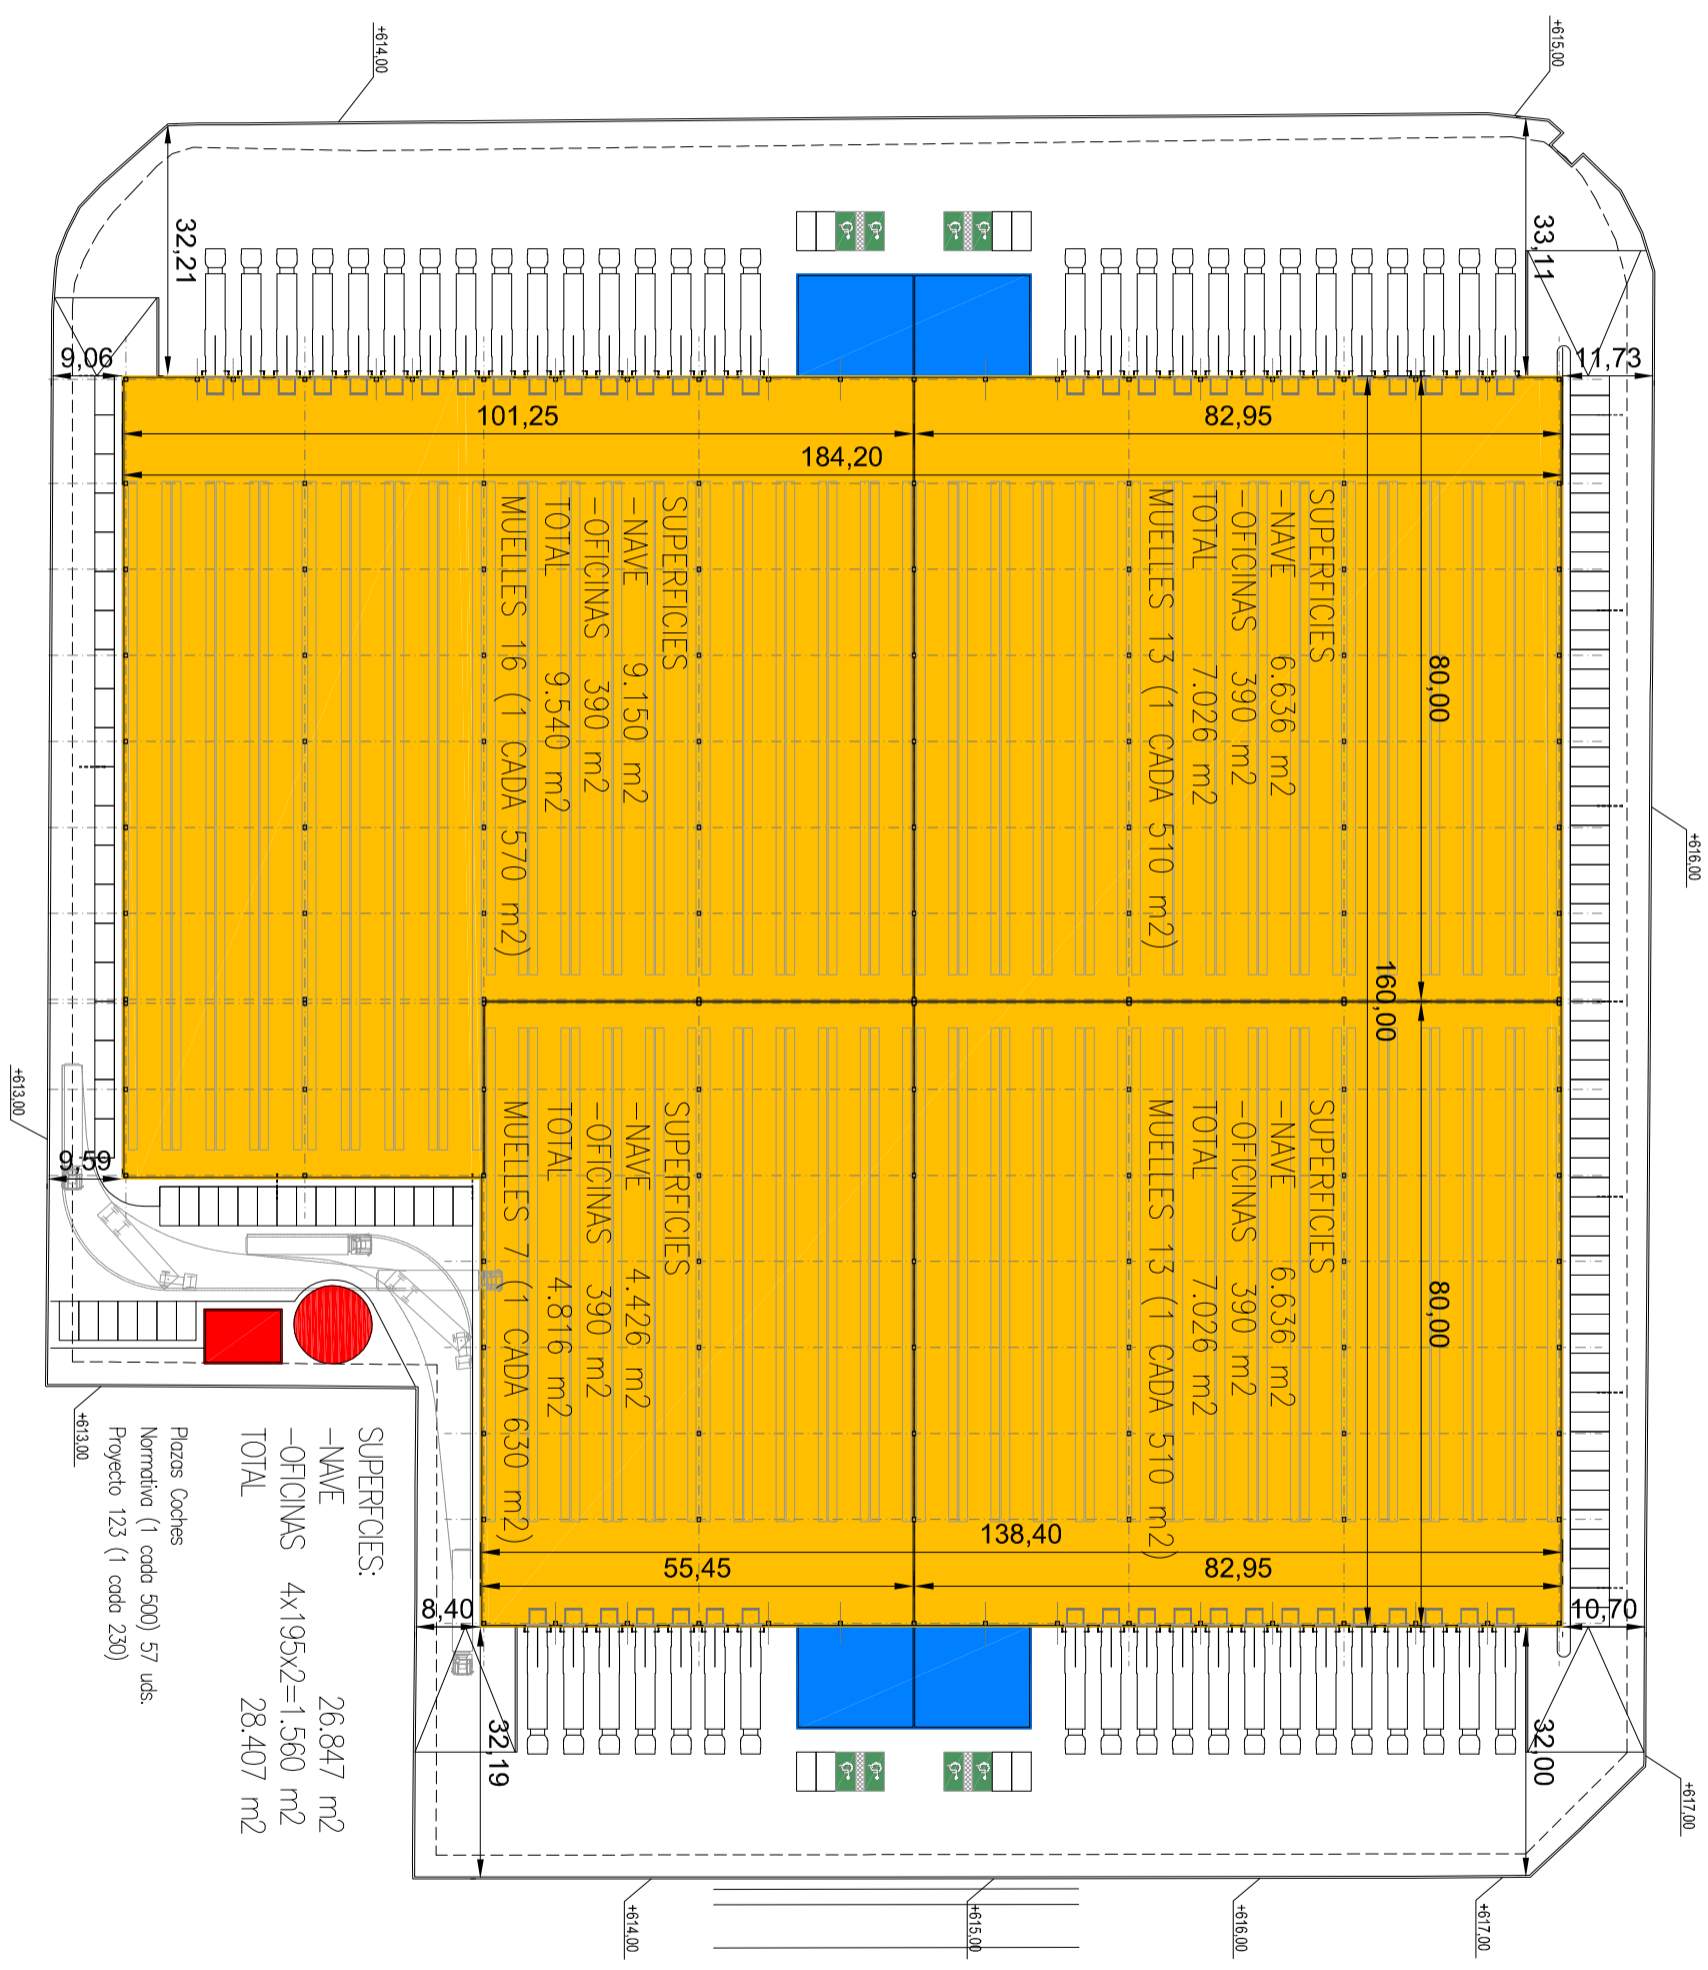 +614,00
+615,00
32,21
33,11
9,06
11,73
101,25
82,95
184,20
SUPERFICIES
-NAVE 9.150 m2
-OFICINAS 390 m2
TOTAL 9.540 m2
MUELLES 16 (1 CADA 570 m2)
SUPERFICIES
-NAVE 6.636 m2
-OFICINAS 390 m2
TOTAL 7.026 m2
MUELLES 13 (1 CADA 510 m2)
80,00
+616,00
160,00
+613,00
9,59
SUPERFICIES
-NAVE 4.426 m2
-OFICINAS 390 m2
TOTAL 4.816 m2
MUELLES 7 (1 CADA 630 m2)
SUPERFICIES
-NAVE 6.636 m2
-OFICINAS 390 m2
TOTAL 7.026 m2
MUELLES 13 (1 CADA 510 m2)
80,00
138,40
55,45
82,95
8,40
10,70
+613,00
SUPERFCIES:
-NAVE 26.847 m2
-OFICINAS 4x195x2=1.560 m2
TOTAL 28.407 m2
Plazas Coches
Normativa (1 cada 500) 57 uds.
Proyecto 123 (1 cada 230)
32,19
32,00
+617,00
+614,00
+615,00
+616,00
+617,00